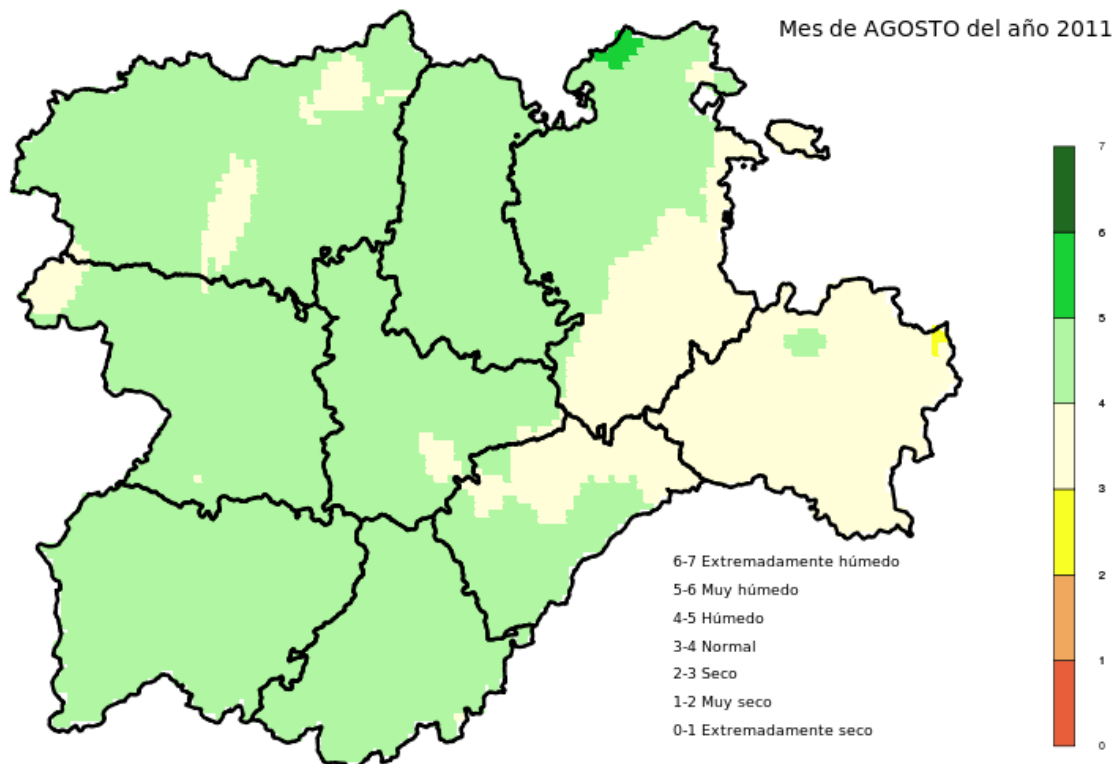 Mes de AGOSTO del año 2011
7
6
5
4
3
2
1
0
6-7 Extremadamente húmedo
5-6 Muy húmedo
4-5 Húmedo
3-4 Normal
2-3 Seco
1-2 Muy seco
0-1 Extremadamente seco